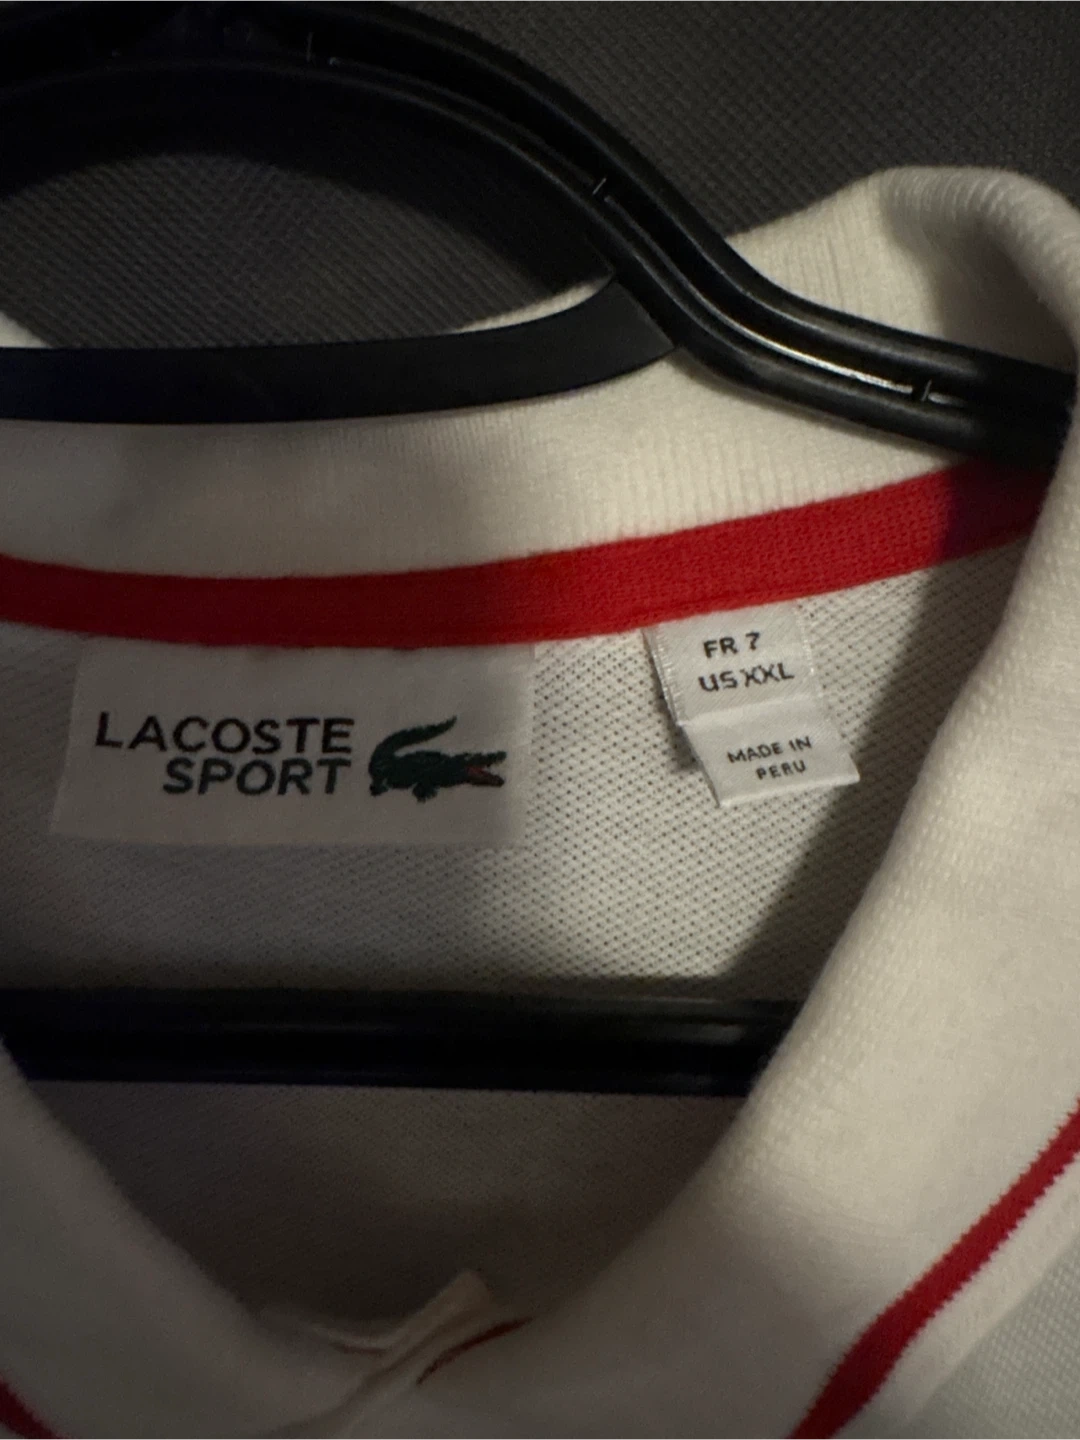 LACOSTE
SPORT
FR 7
US XXL
MADE IN
PERU